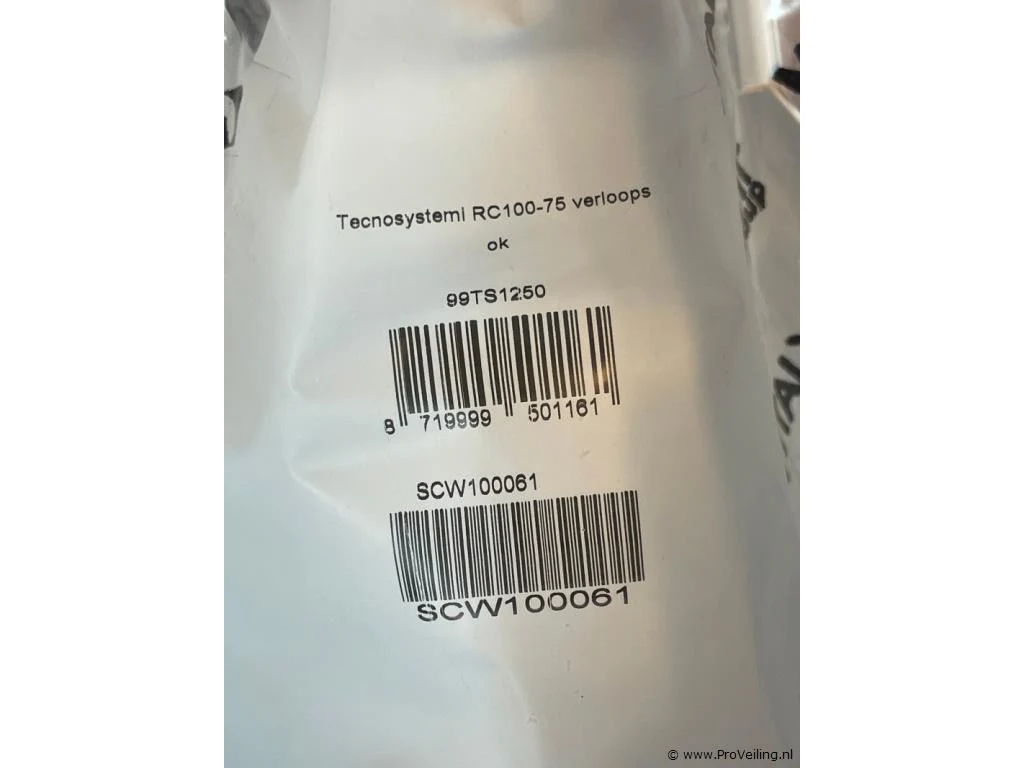 Tecnosystemi RC100-75 verloops
ok
99TS1250
8 719999 501161
SCW100061
SCW100061
© www.ProVeiling.nl